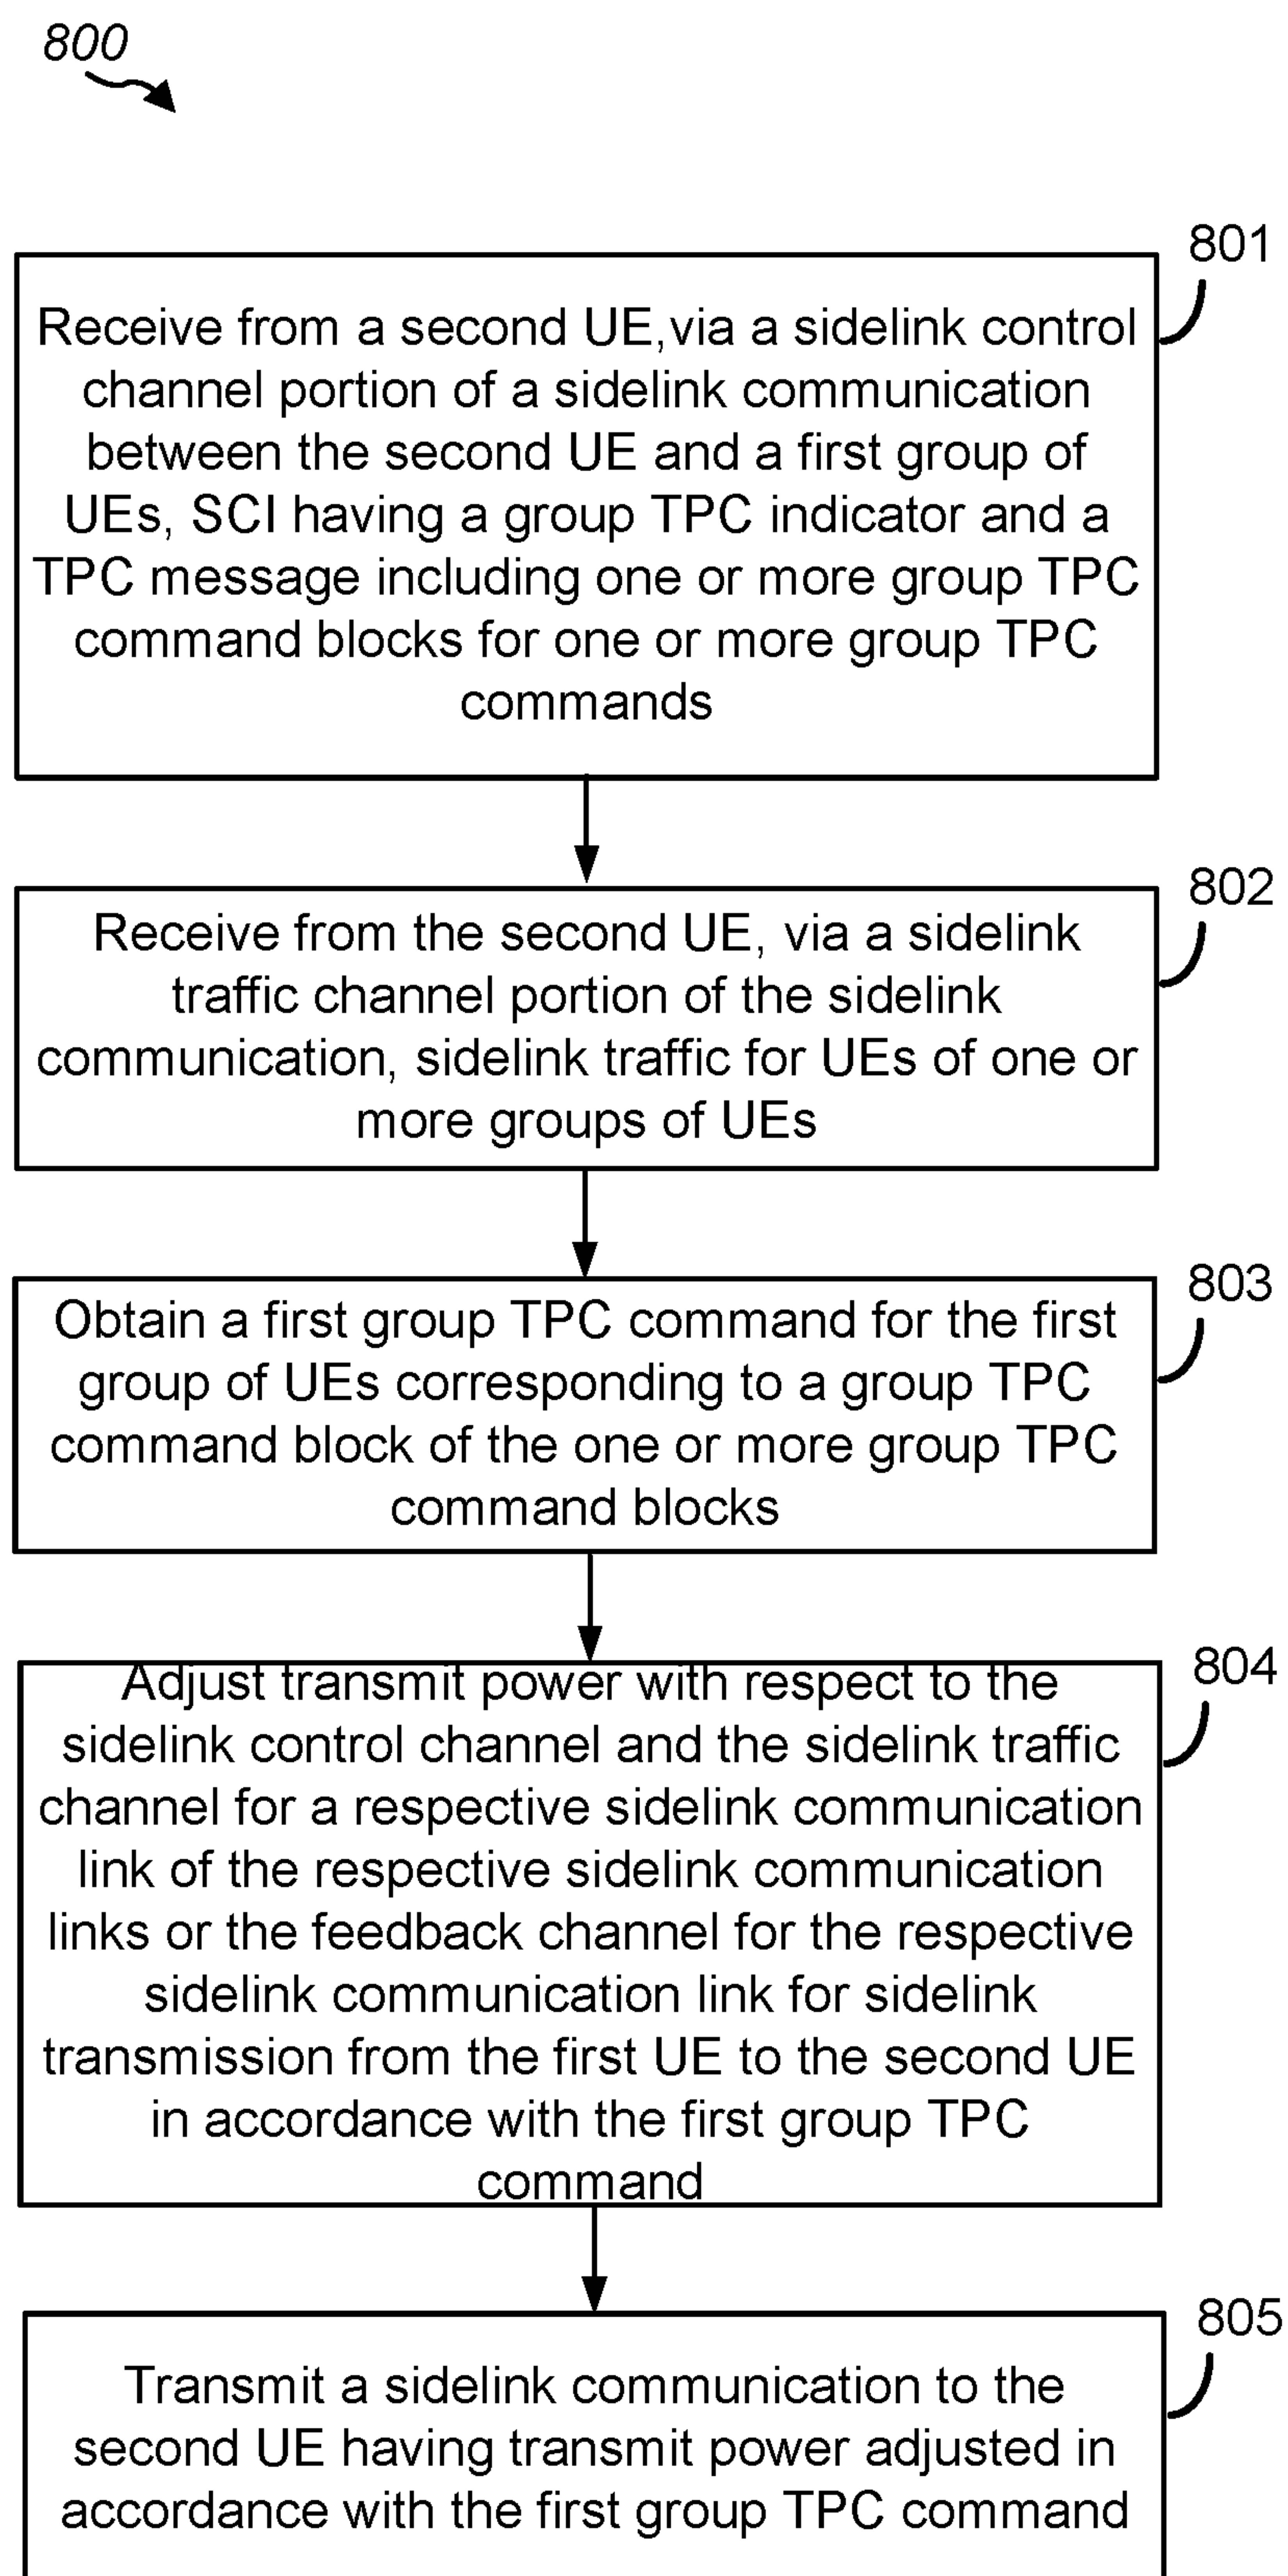 800
801
Receive from a second UE,via a sidelink control
channel portion of a sidelink communication
between the second UE and a first group of
UEs, SCI having a group TPC indicator and a
TPC message including one or more group TPC
command blocks for one or more group TPC
commands
802
Receive from the second UE, via a sidelink
traffic channel portion of the sidelink
communication, sidelink traffic for UEs of one or
more groups of UEs
803
Obtain a first group TPC command for the first
group of UEs corresponding to a group TPC
command block of the one or more group TPC
command blocks
804
Adjust transmit power with respect to the
sidelink control channel and the sidelink traffic
channel for a respective sidelink communication
link of the respective sidelink communication
links or the feedback channel for the respective
sidelink communication link for sidelink
transmission from the first UE to the second UE
in accordance with the first group TPC
command
805
Transmit a sidelink communication to the
second UE having transmit power adjusted in
accordance with the first group TPC command